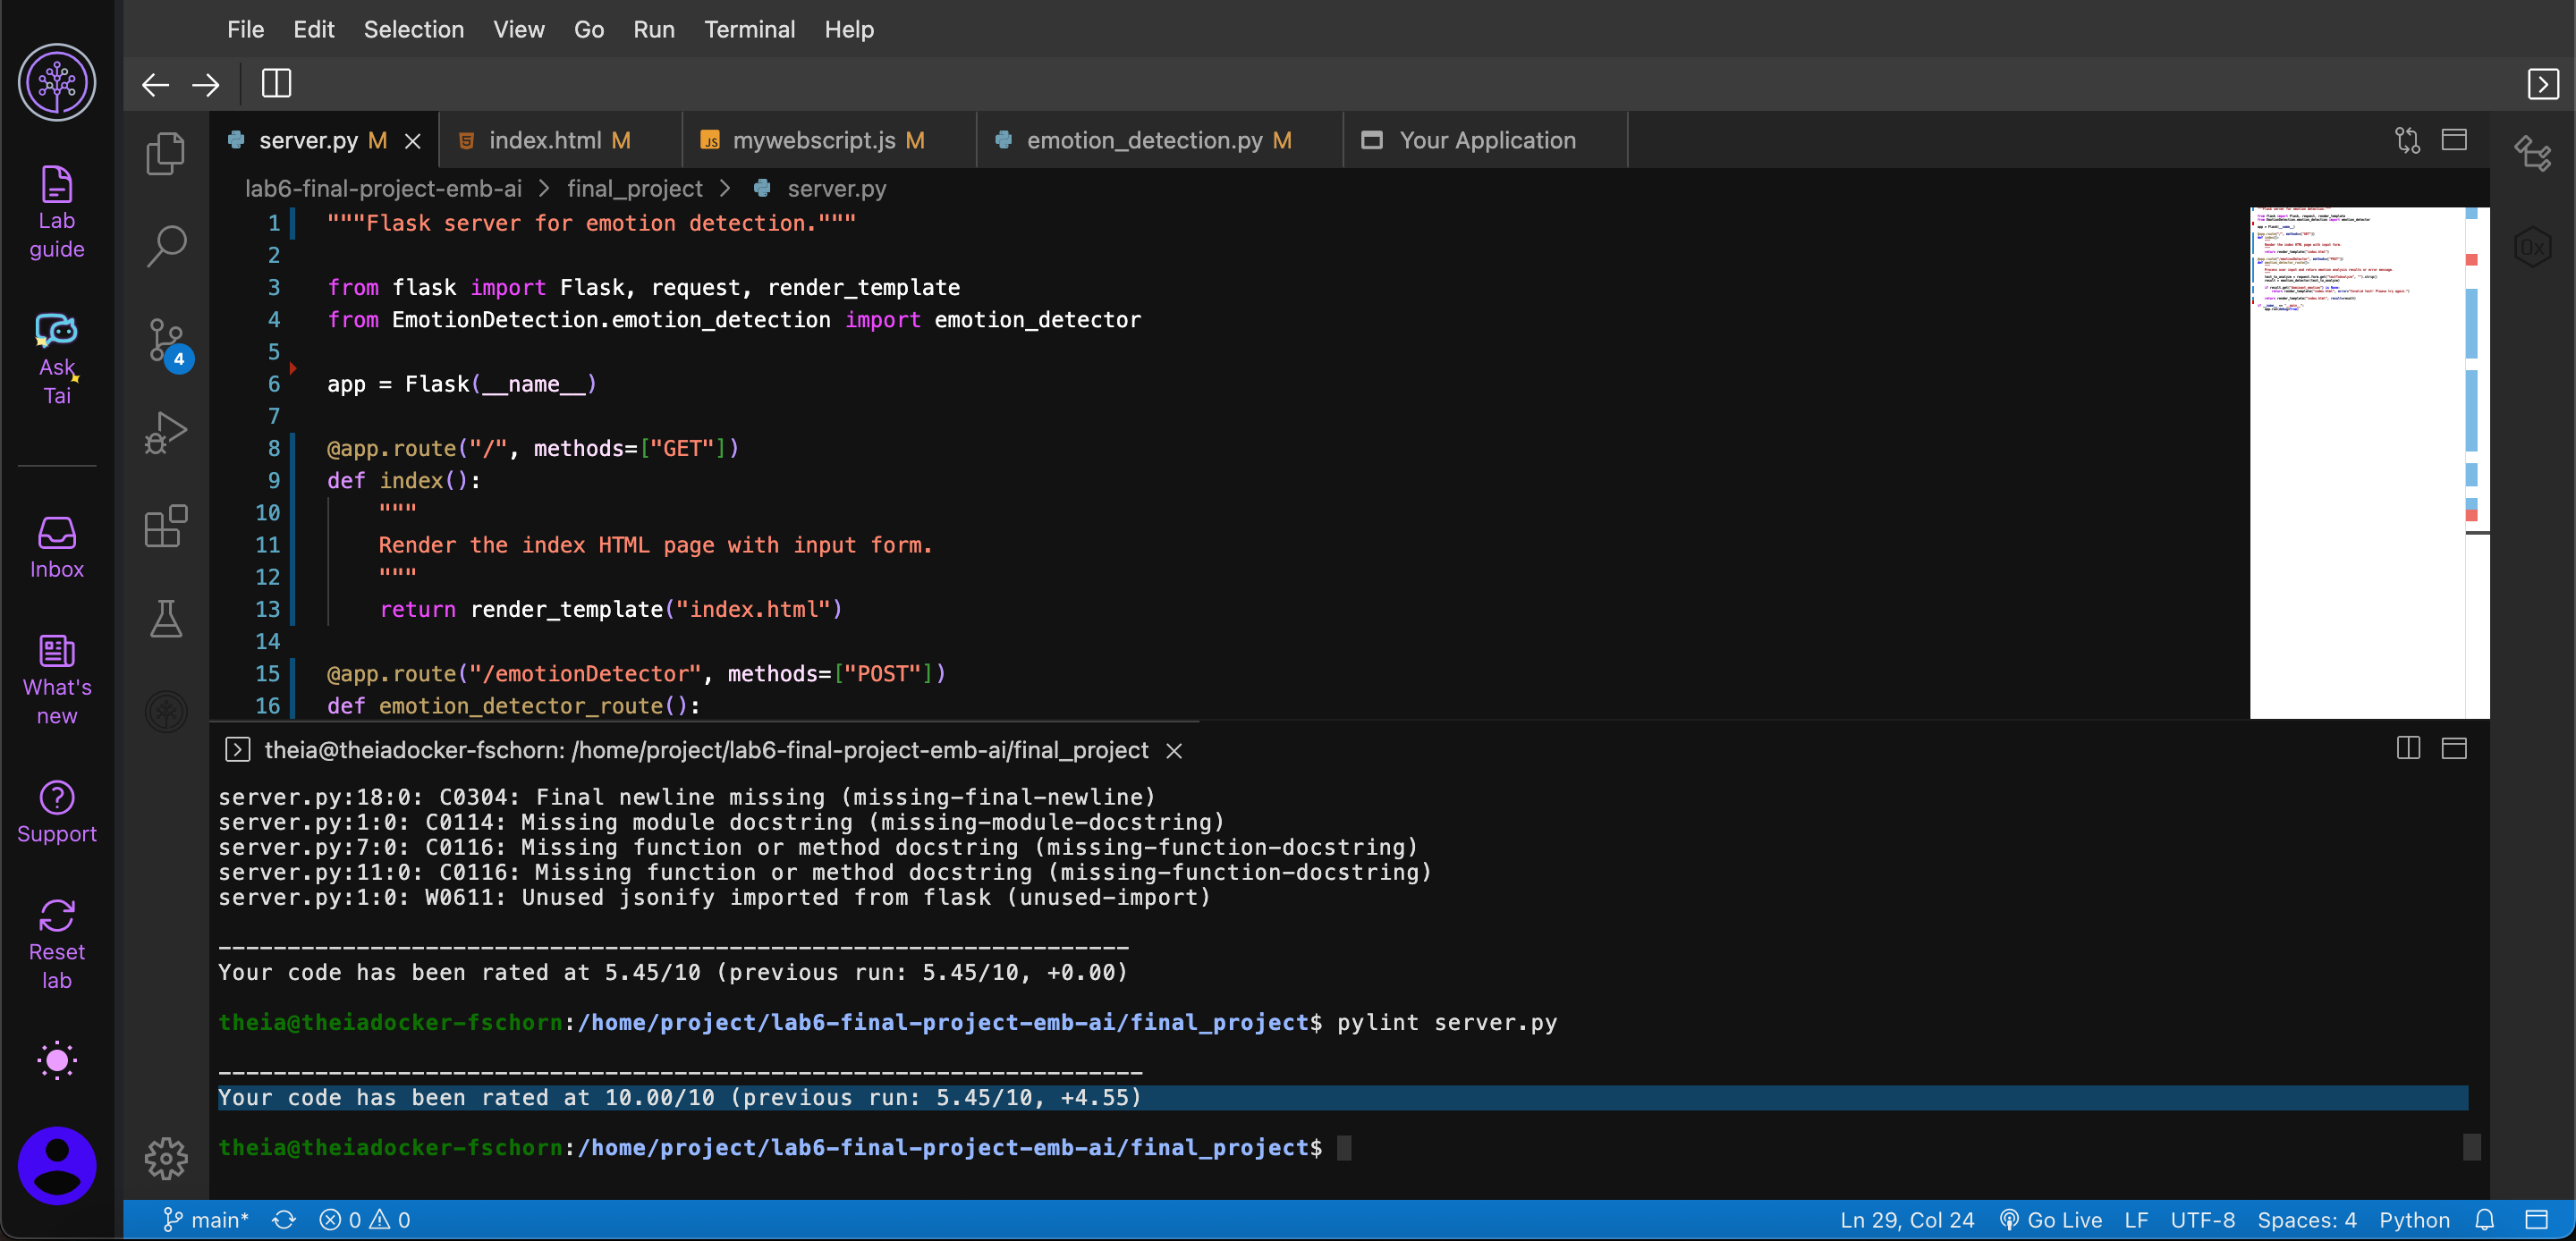 File Edit Selection View Go Run Terminal Help
Lab guide
Ask Tai
Inbox
What's new
Support
Reset lab
4
server.py M
index.html M
JS mywebscript.js M
emotion_detection.py M
Your Application
lab6-final-project-emb-ai > final_project > server.py
1 """Flask server for emotion detection."""
2
3 from flask import Flask, request, render_template
4 from EmotionDetection.emotion_detection import emotion_detector
5
6 app = Flask(__name__)
7
8 @app.route("/", methods=["GET"])
9 def index():
10 """
11 Render the index HTML page with input form.
12 """
13 return render_template("index.html")
14
15 @app.route("/emotionDetector", methods=["POST"])
16 def emotion_detector_route():
0x
theia@theiadocker-fschorn: /home/project/lab6-final-project-emb-ai/final_project
server.py:18:0: C0304: Final newline missing (missing-final-newline)
server.py:1:0: C0114: Missing module docstring (missing-module-docstring)
server.py:7:0: C0116: Missing function or method docstring (missing-function-docstring)
server.py:11:0: C0116: Missing function or method docstring (missing-function-docstring)
server.py:1:0: W0611: Unused jsonify imported from flask (unused-import)
------------------------------------------------------------------
Your code has been rated at 5.45/10 (previous run: 5.45/10, +0.00)
theia@theiadocker-fschorn:/home/project/lab6-final-project-emb-ai/final_project$ pylint server.py
-------------------------------------------------------------------
Your code has been rated at 10.00/10 (previous run: 5.45/10, +4.55)
theia@theiadocker-fschorn:/home/project/lab6-final-project-emb-ai/final_project$
main* 0 0 Ln 29, Col 24 Go Live LF UTF-8 Spaces: 4 Python